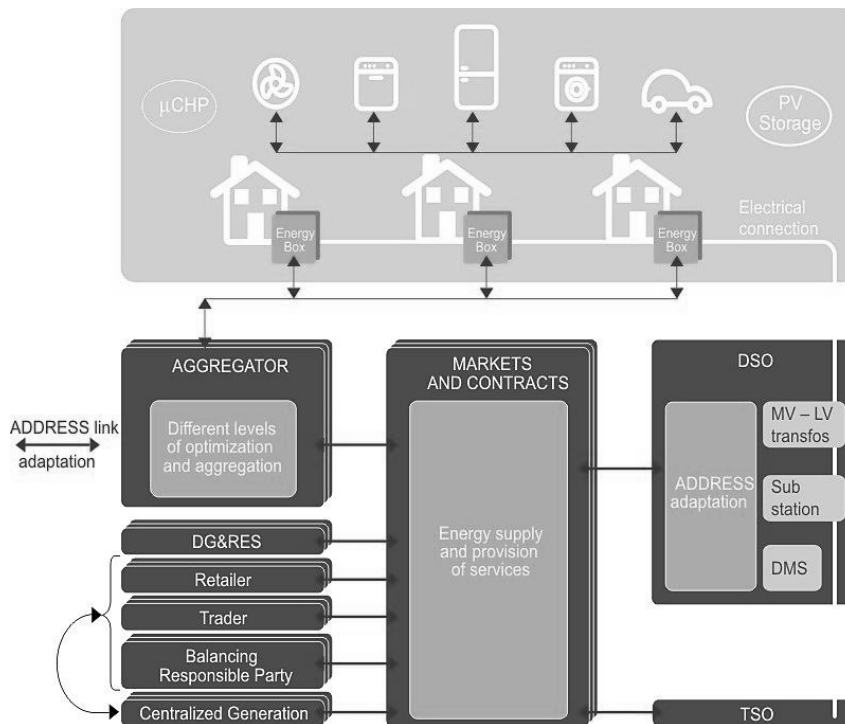 µCHP
PV
Storage
Energy
Box
Energy
Box
Energy
Box
Electrical
connection
AGGREGATOR
Different levels
of optimization
and aggregation
MARKETS
AND CONTRACTS
Energy supply
and provision
of services
DSO
ADDRESS
adaptation
MV – LV
transfos
Sub
station
DMS
ADDRESS link
adaptation
DG&RES
Retailer
Trader
Balancing
Responsible Party
Centralized Generation
TSO